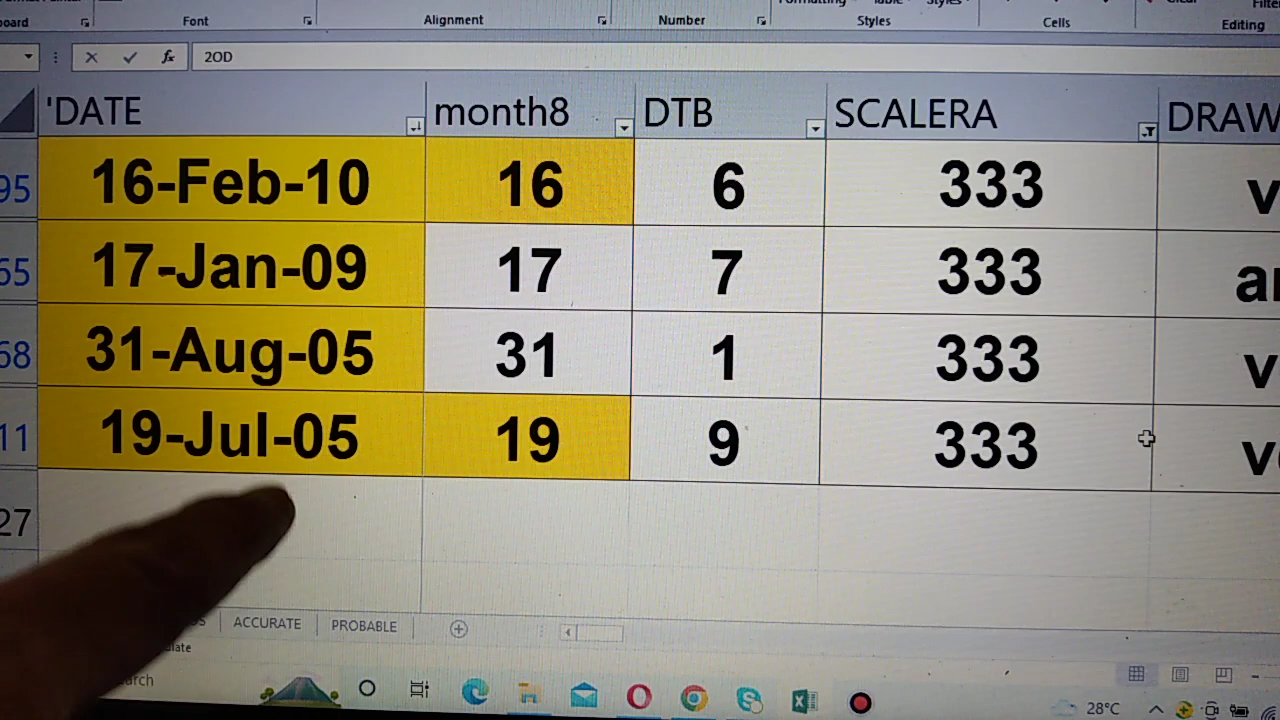 Font Alignment Number Styles Cells Editing
fx 2OD
'DATE month8 DTB SCALERA DRAW
95 16-Feb-10 16 6 333 v
65 17-Jan-09 17 7 333
68 31-Aug-05 31 1 333 v
11 19-Jul-05 19 9 333
27
ACCURATE PROBABLE
28°C